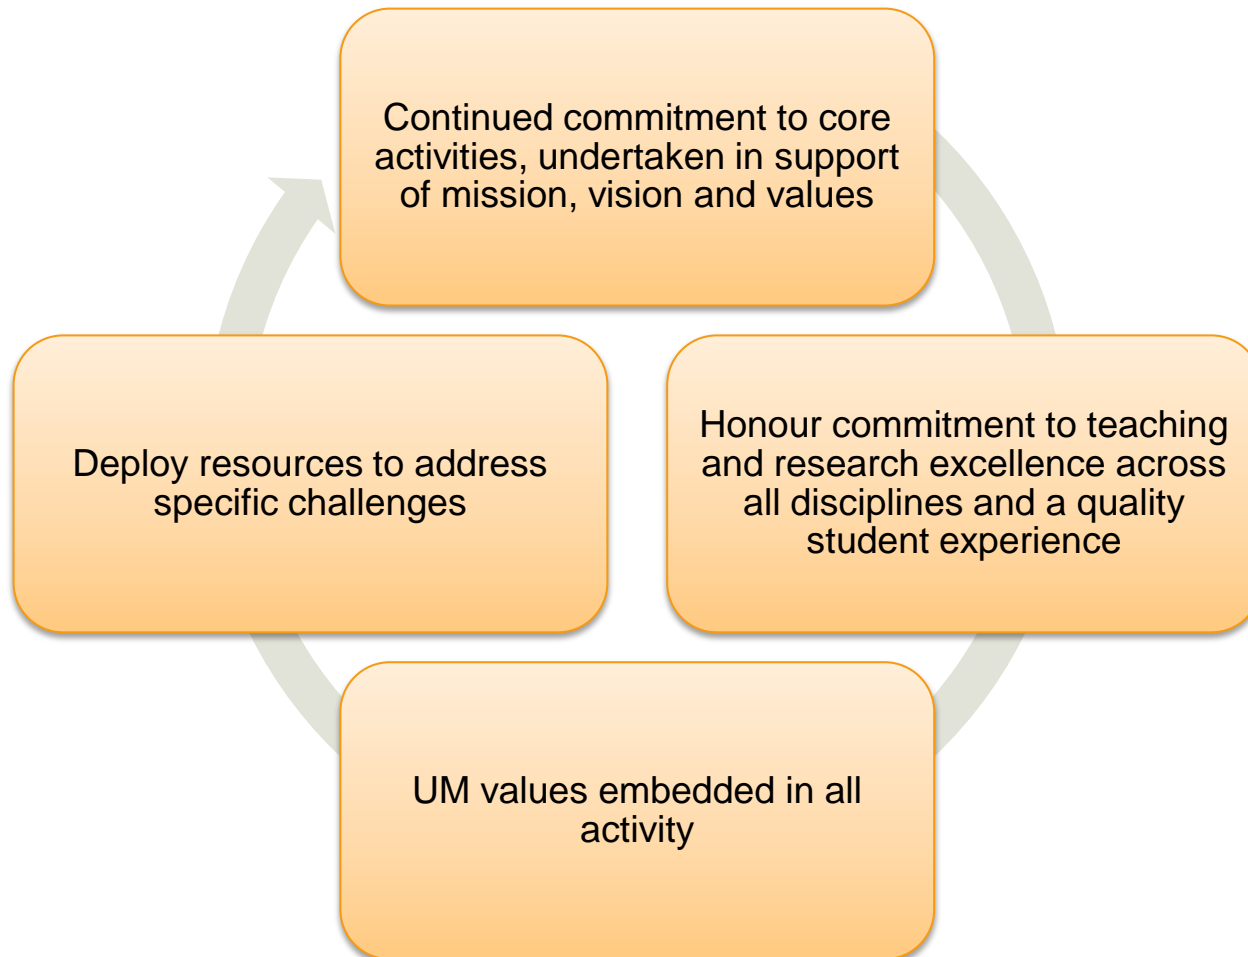 Continued commitment to core
activities, undertaken in support
of mission, vision and values
Honour commitment to teaching
and research excellence across
all disciplines and a quality
student experience
UM values embedded in all
activity
Deploy resources to address
specific challenges